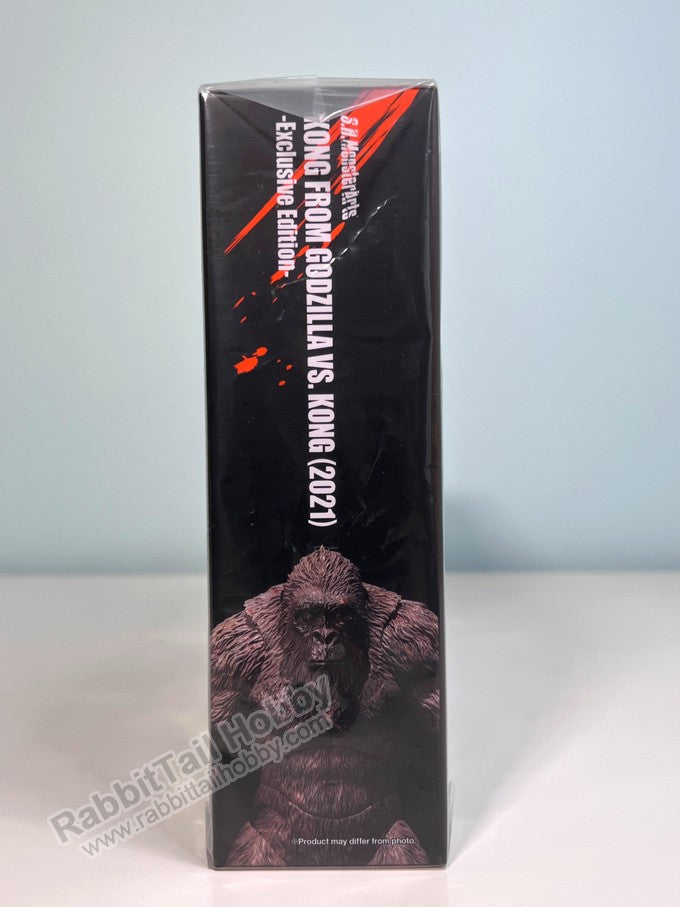 S.H.MonsterArts
KONG FROM GODZILLA VS. KONG (2021)
-Exclusive Edition-
RabbitTail Hobby
www.rabbittailhobby.com
※Product may differ from photo.